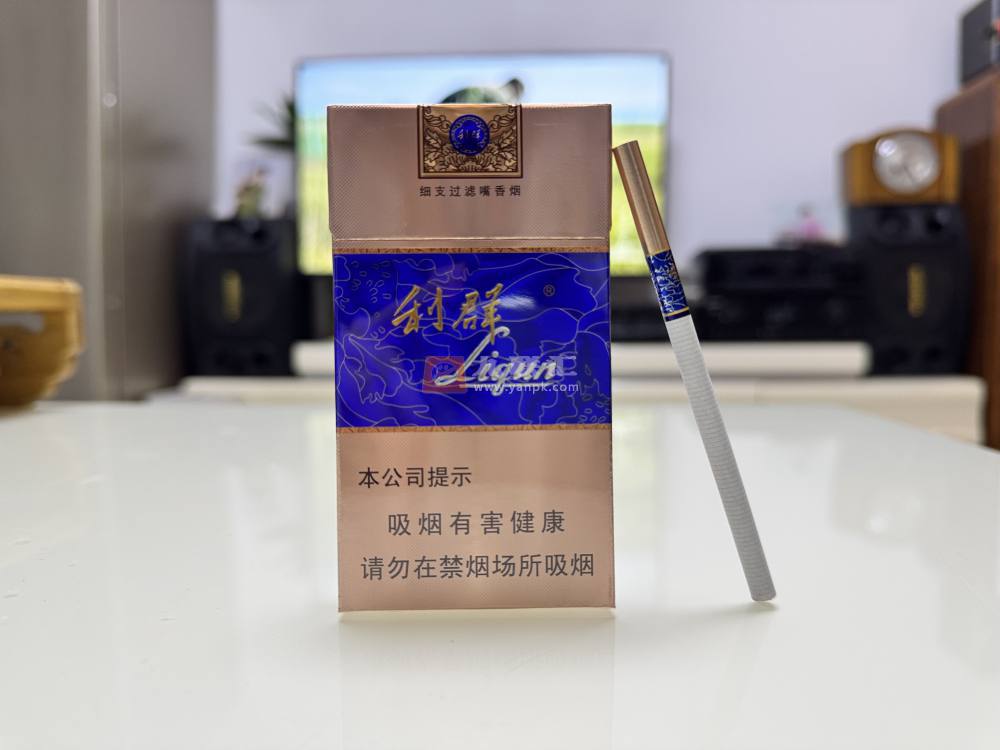 细支过滤嘴香烟
利群
®
Liqun
www.yanpk.com
本公司提示
吸烟有害健康
请勿在禁烟场所吸烟